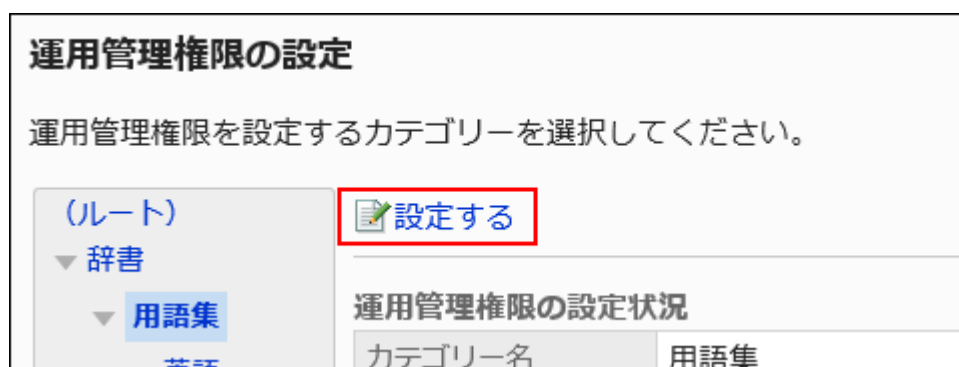 運用管理権限の設定
運用管理権限を設定するカテゴリーを選択してください。
(ルート)
設定する
辞書
用語集
運用管理権限の設定状況
英語
カテゴリー名
用語集